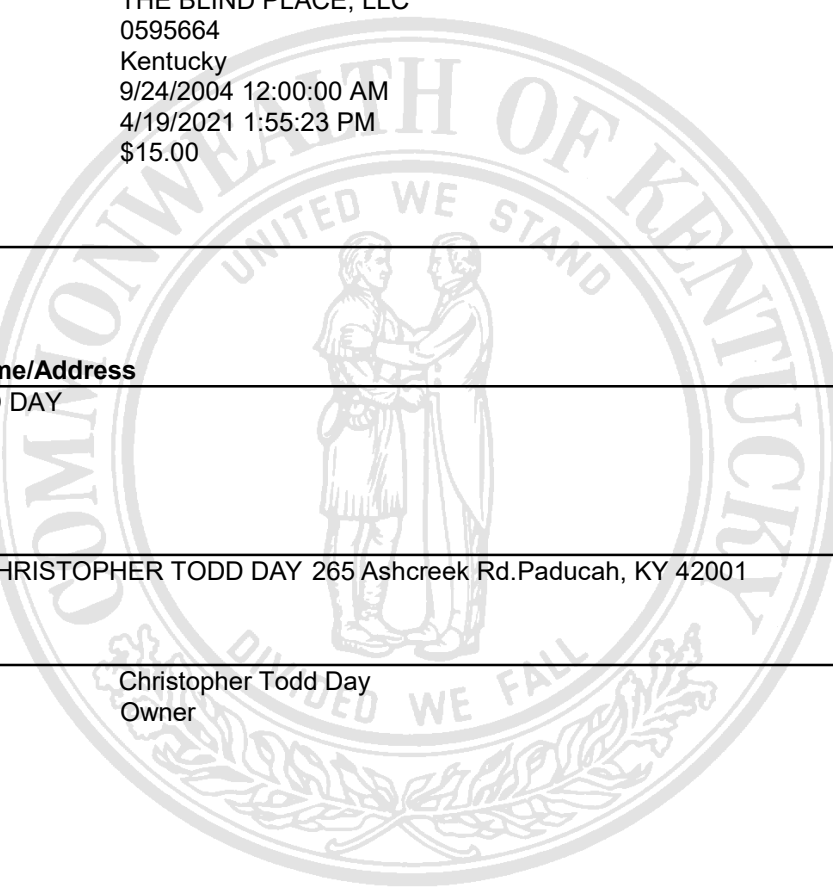 THE BLIND PLACE, LLC
0595664
Kentucky
9/24/2004 12:00:00 AM
4/19/2021 1:55:23 PM
$15.00
COMMONWEALTH OF KENTUCKY
UNITED WE STAND
me/Address
DAY
HRISTOPHER TODD DAY 265 Ashcreek Rd.Paducah, KY 42001
DIVIDED WE FALL
Christopher Todd Day
Owner